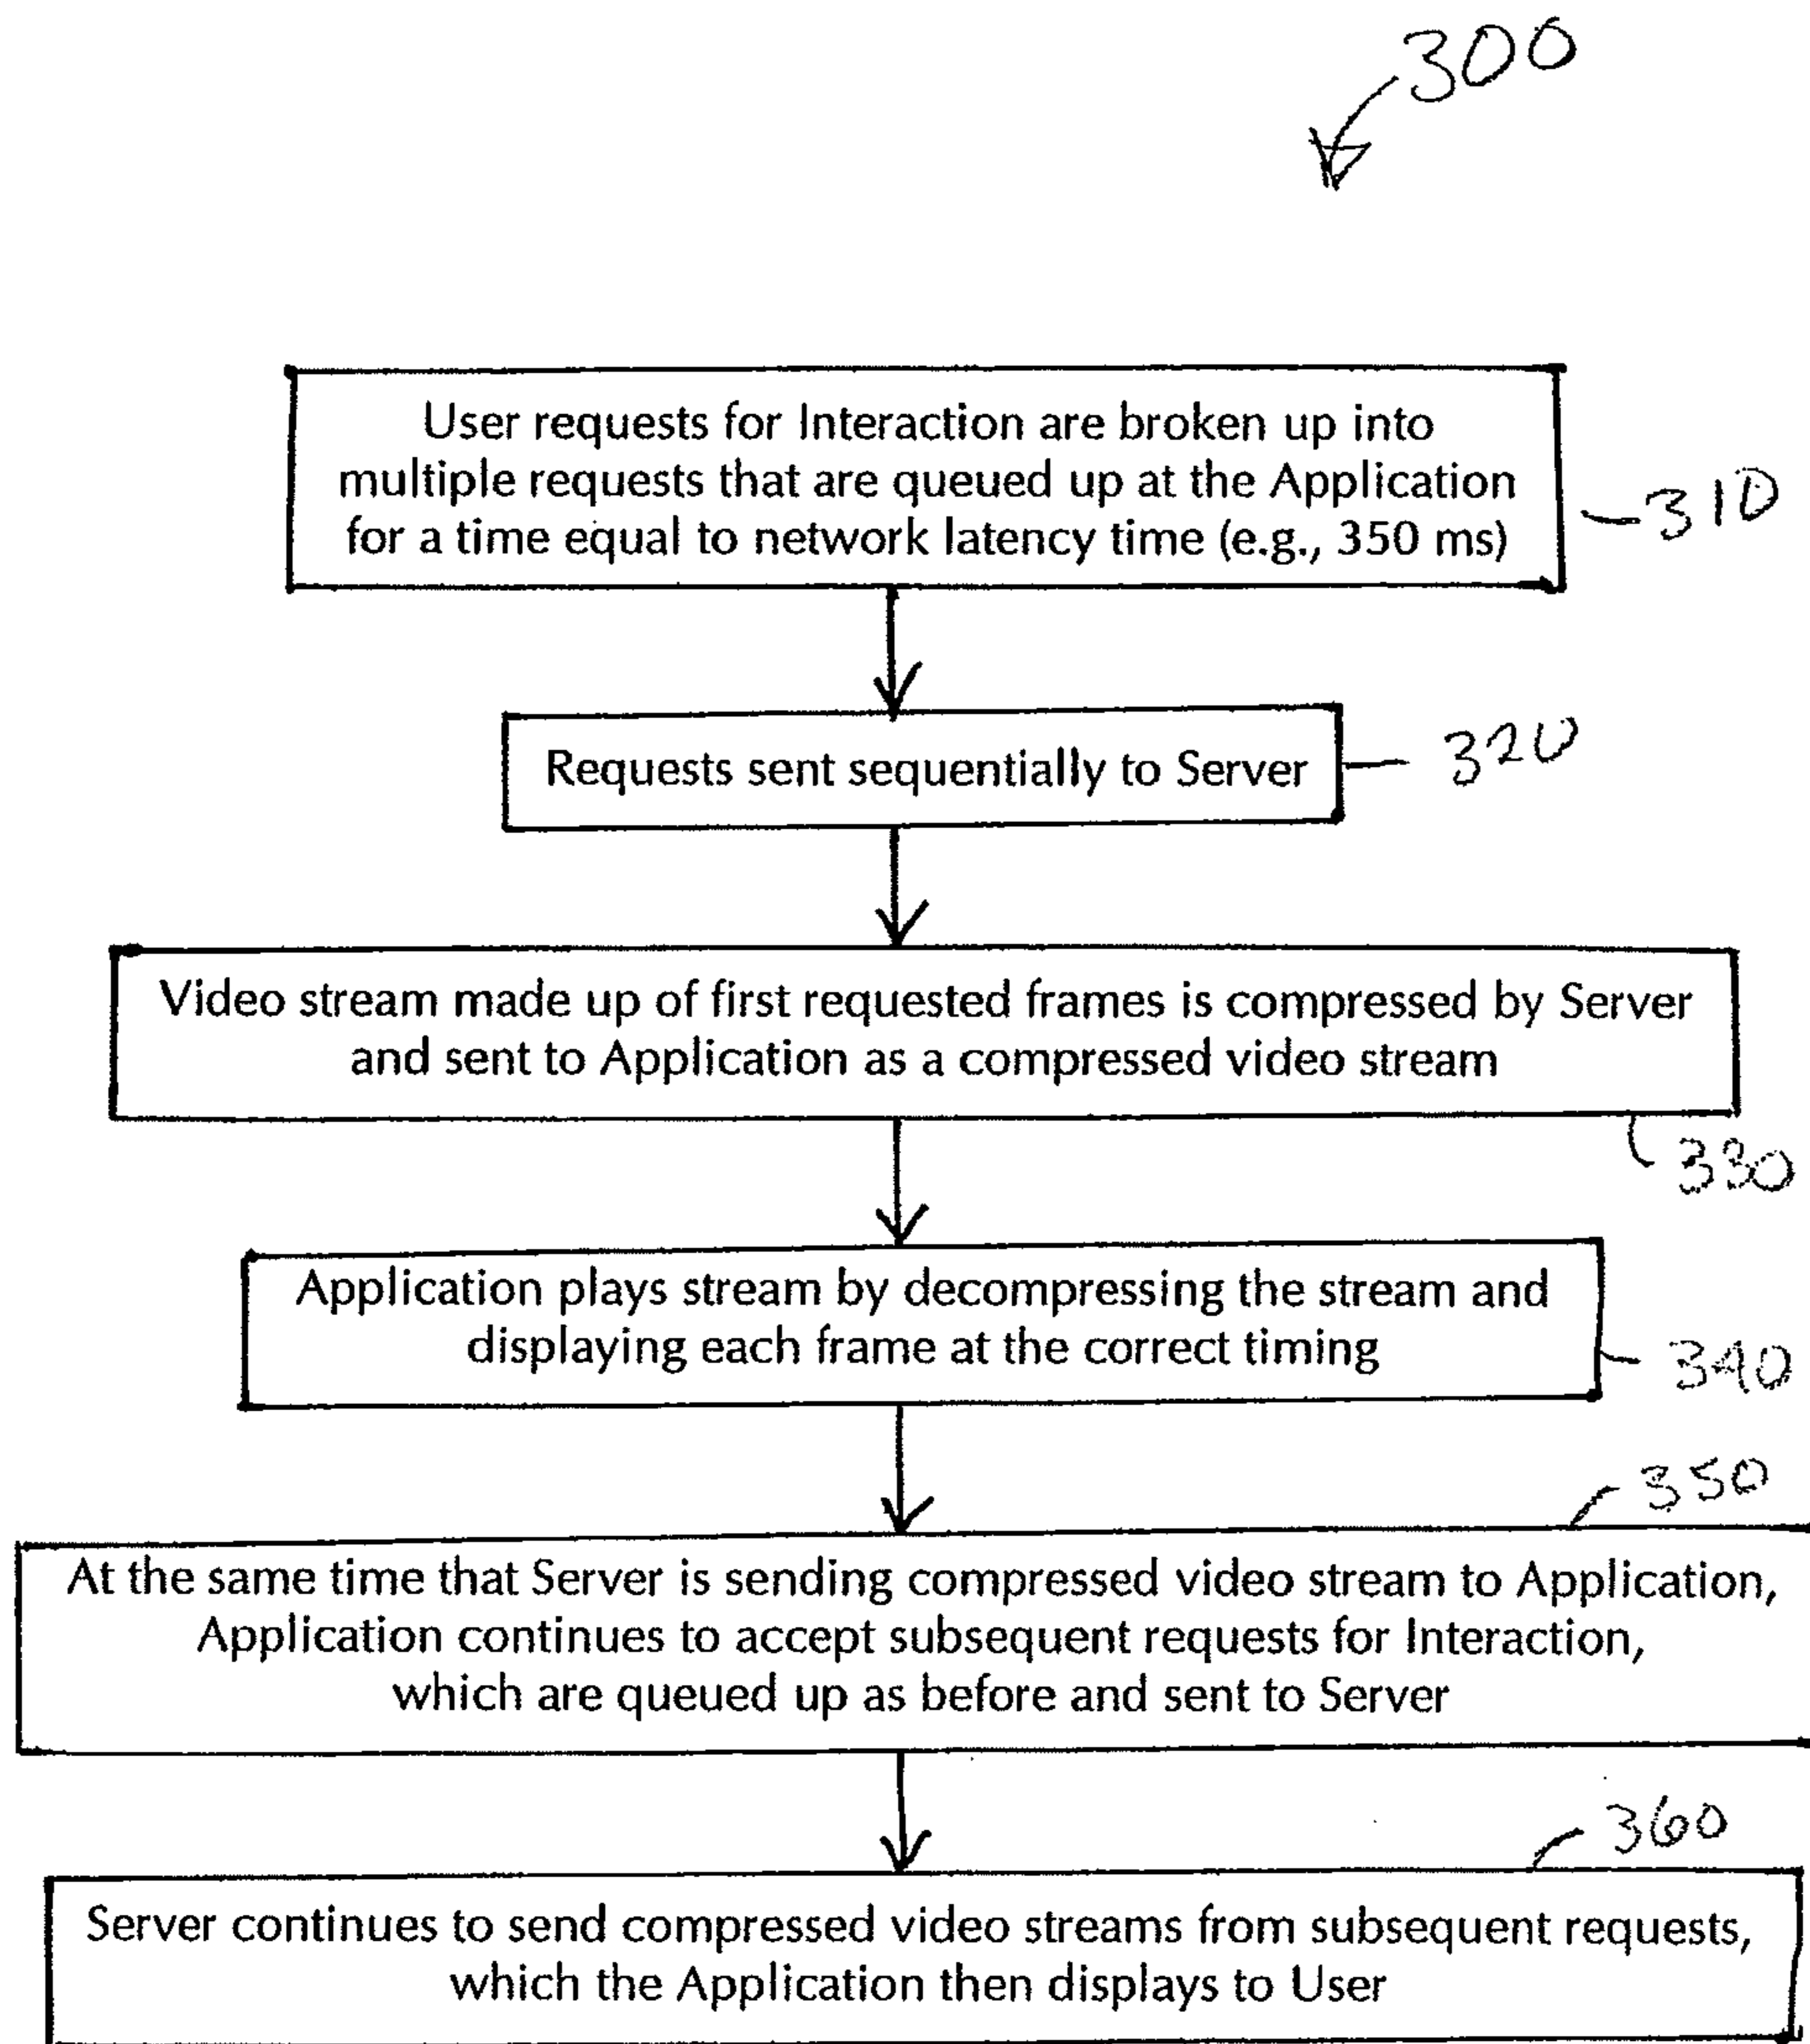 300
User requests for Interaction are broken up into
multiple requests that are queued up at the Application
for a time equal to network latency time (e.g., 350 ms)
310
Requests sent sequentially to Server
320
Video stream made up of first requested frames is compressed by Server
and sent to Application as a compressed video stream
330
Application plays stream by decompressing the stream and
displaying each frame at the correct timing
340
350
At the same time that Server is sending compressed video stream to Application,
Application continues to accept subsequent requests for Interaction,
which are queued up as before and sent to Server
360
Server continues to send compressed video streams from subsequent requests,
which the Application then displays to User